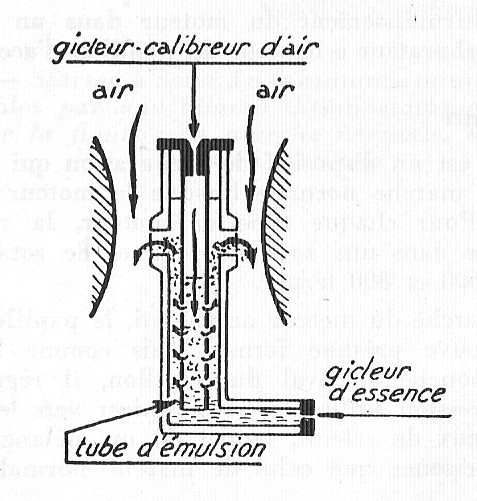 gicleur-calibreur d'air
air
air
gicleur
d'essence
tube d'émulsion